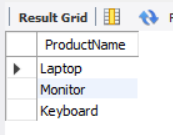 Result Grid
ProductName
Laptop
Monitor
Keyboard